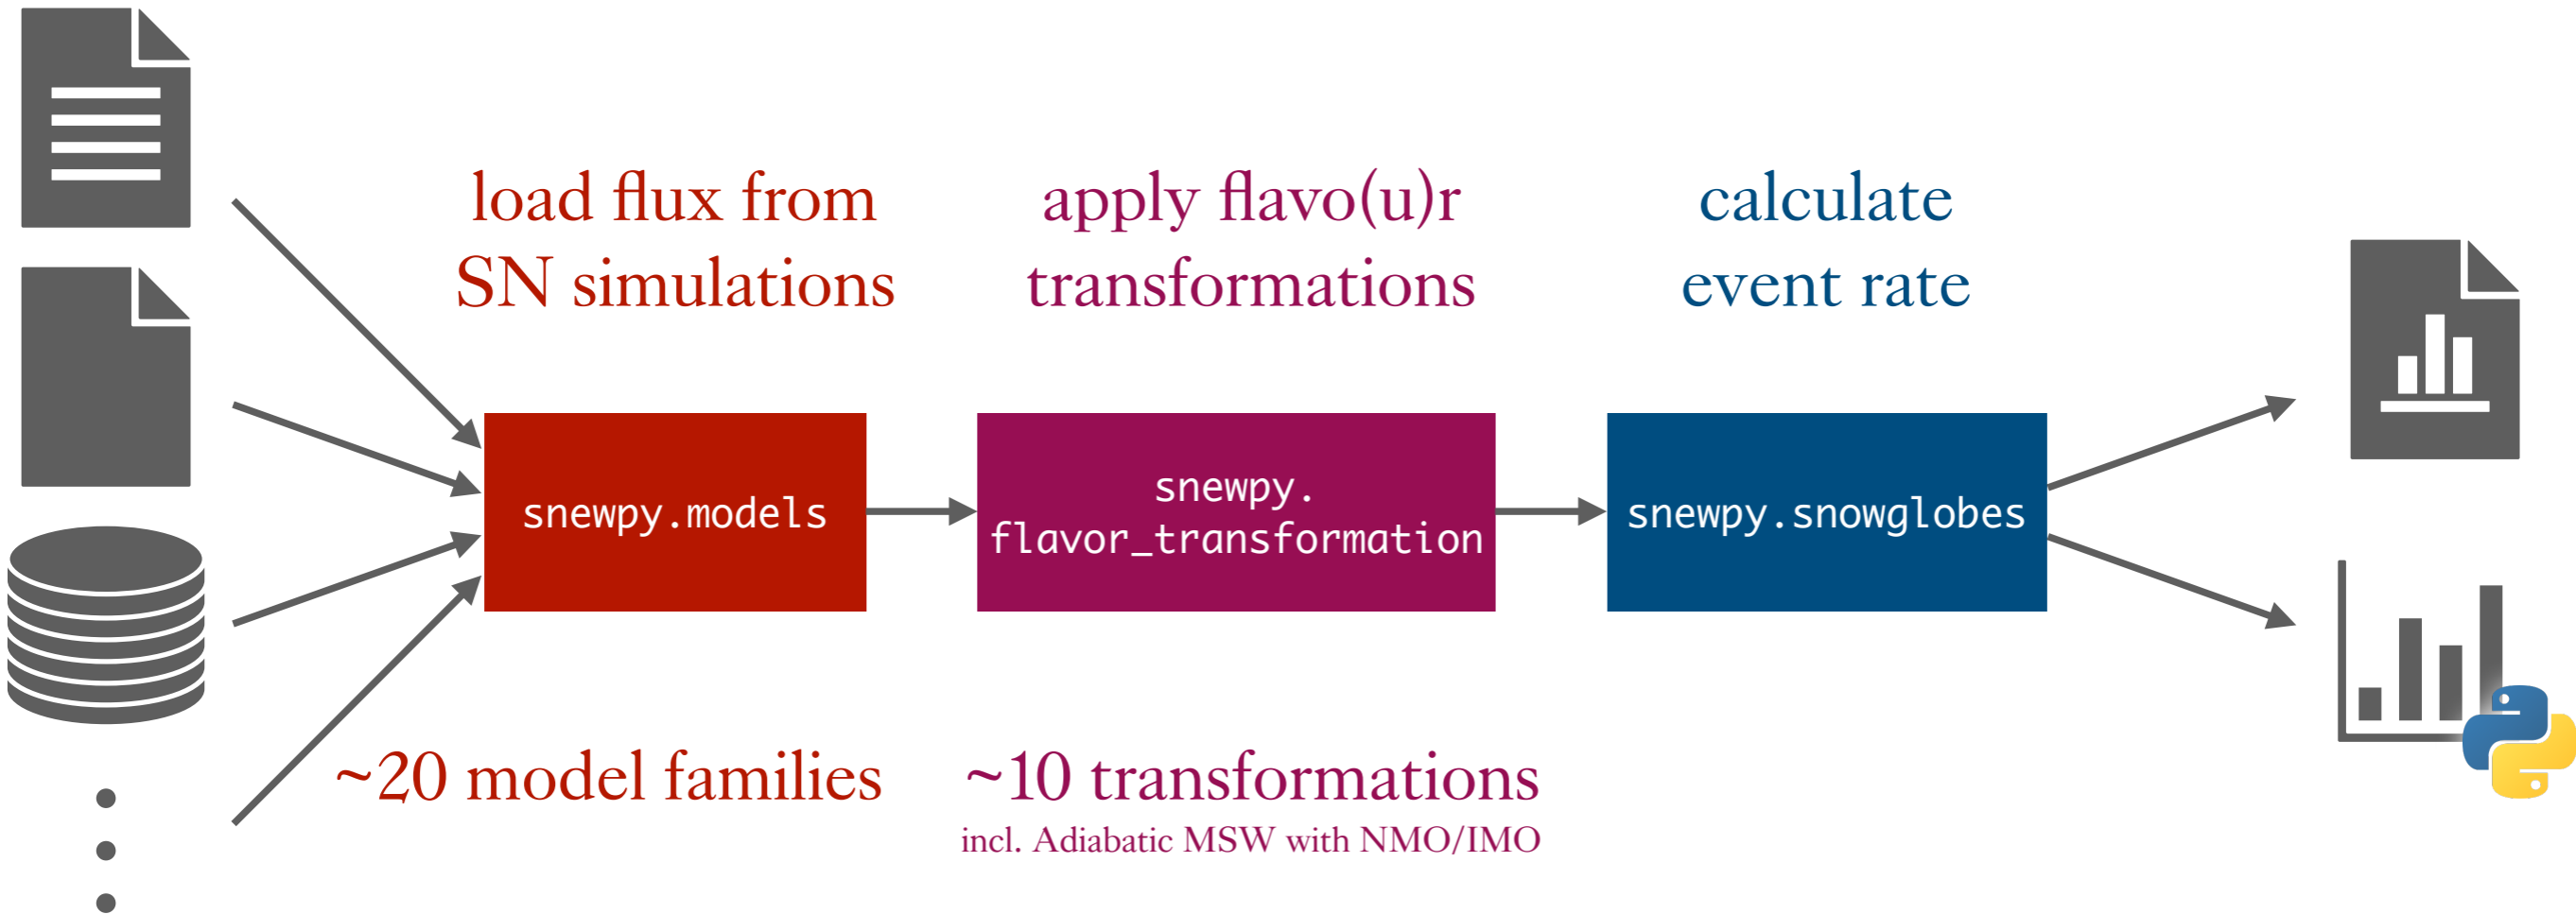 load flux from
SN simulations
apply flavo(u)r
transformations
calculate
event rate
snewpy.models
snewpy.
flavor_transformation
snewpy.snowglobes
~20 model families
~10 transformations
incl. Adiabatic MSW with NMO/IMO